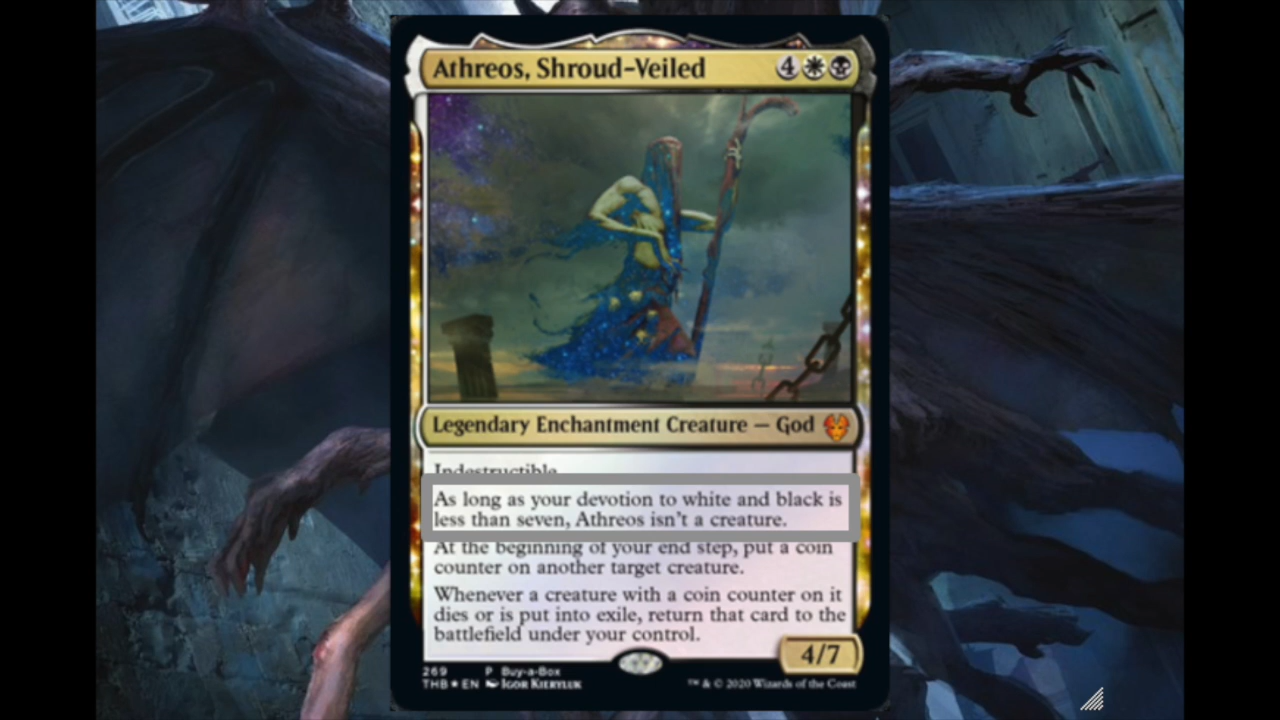 Athreos, Shroud-Veiled 4
Legendary Enchantment Creature — God
Indestructible
As long as your devotion to white and black is
less than seven, Athreos isn't a creature.
At the beginning of your end step, put a coin
counter on another target creature.
Whenever a creature with a coin counter on it
dies or is put into exile, return that card to the
battlefield under your control.
4/7
269 P Buy-a-Box
THB ★ EN Igor Kieryluk ™ & © 2020 Wizards of the Coast